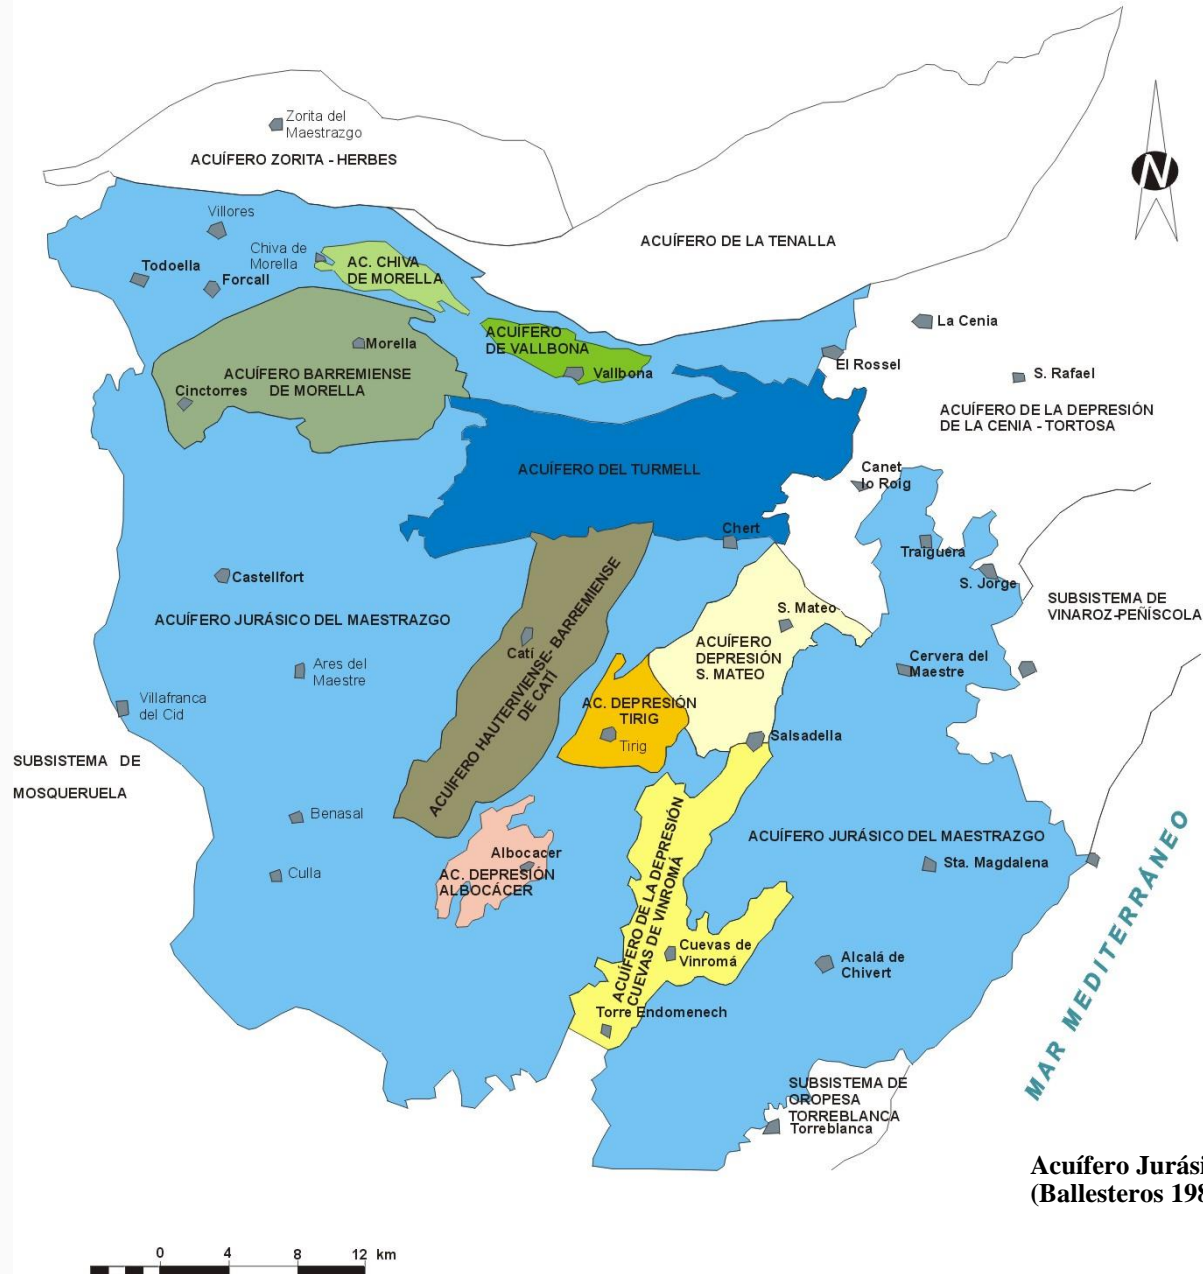 Zorita del
Maestrazgo
ACUÍFERO ZORITA - HERBES
N
Villores
ACUÍFERO DE LA TENALLA
Chiva de
Morella
AC. CHIVA
DE MORELLA
Todoella
Forcall
La Cenia
ACUÍFERO
DE VALLBONA
Morella
El Rossel
ACUÍFERO BARREMIENSE
DE MORELLA
Vallbona
S. Rafael
Cinctorres
ACUÍFERO DE LA DEPRESIÓN
DE LA CENIA - TORTOSA
ACUÍFERO DEL TURMELL
Canet
lo Roig
Chert
Traiguera
Castellfort
S. Jorge
SUBSISTEMA DE
VINAROZ-PEÑÍSCOLA
ACUÍFERO JURÁSICO DEL MAESTRAZGO
S. Mateo
Catí
ACUÍFERO HAUTERIVIENSE- BARREMIENSE
DE CATÍ
ACUÍFERO
DEPRESIÓN
S. MATEO
Cervera del
Maestre
Ares del
Maestre
Villafranca
del Cid
AC. DEPRESIÓN
TIRIG
Tirig
Salsadella
SUBSISTEMA DE
MOSQUERUELA
Benasal
ACUÍFERO JURÁSICO DEL MAESTRAZGO
Albocacer
AC. DEPRESIÓN
ALBOCÁCER
Sta. Magdalena
Culla
ACUÍFERO DE LA DEPRESIÓN
CUEVAS DE VINROMÁ
Cuevas de
Vinromá
Alcalá de
Chivert
MAR MEDITERRÁNEO
Torre Endomenech
SUBSISTEMA DE
OROPESA
TORREBLANCA
Torreblanca
Acuífero Jurási
(Ballesteros 198
0 4 8 12 km